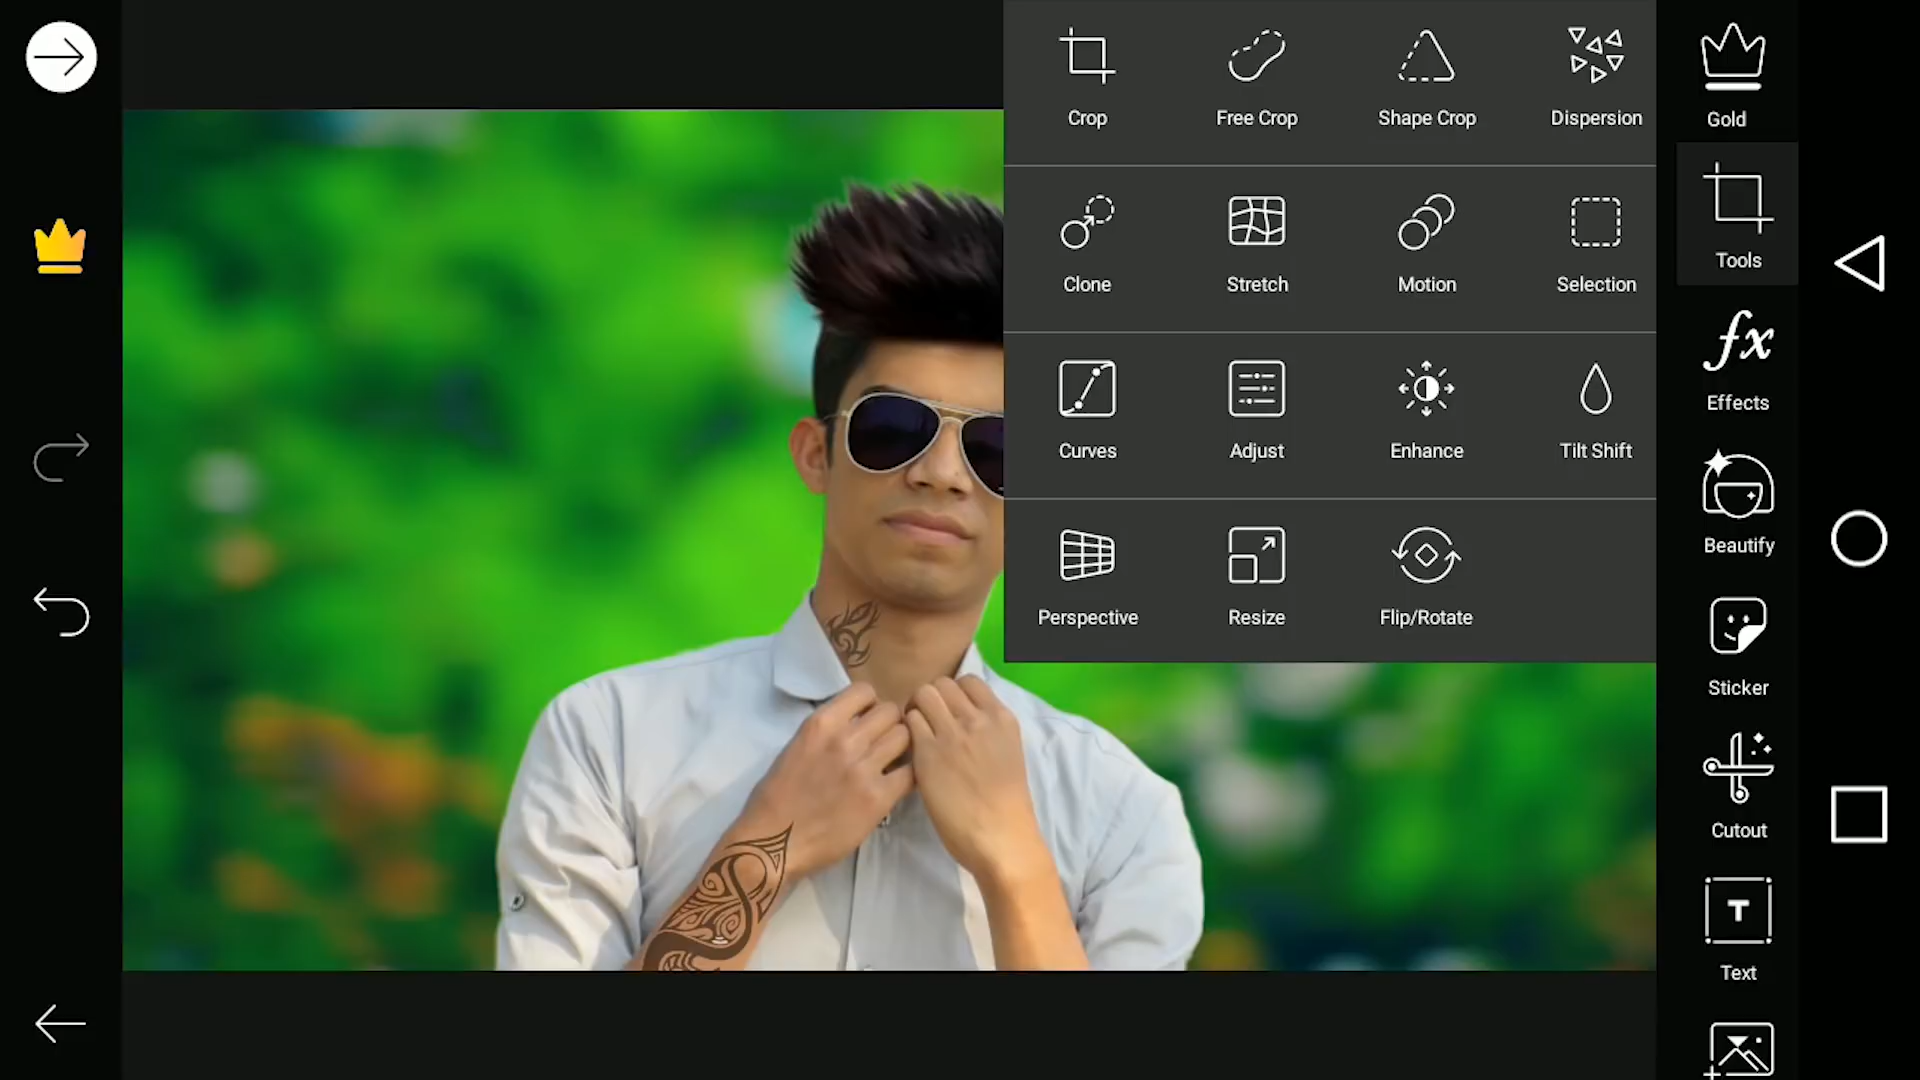 Crop
Free Crop
Shape Crop
Dispersion
Gold
Clone
Stretch
Motion
Selection
Tools
Curves
Adjust
Enhance
Tilt Shift
fx
Effects
Perspective
Resize
Flip/Rotate
Beautify
Sticker
Cutout
T
Text